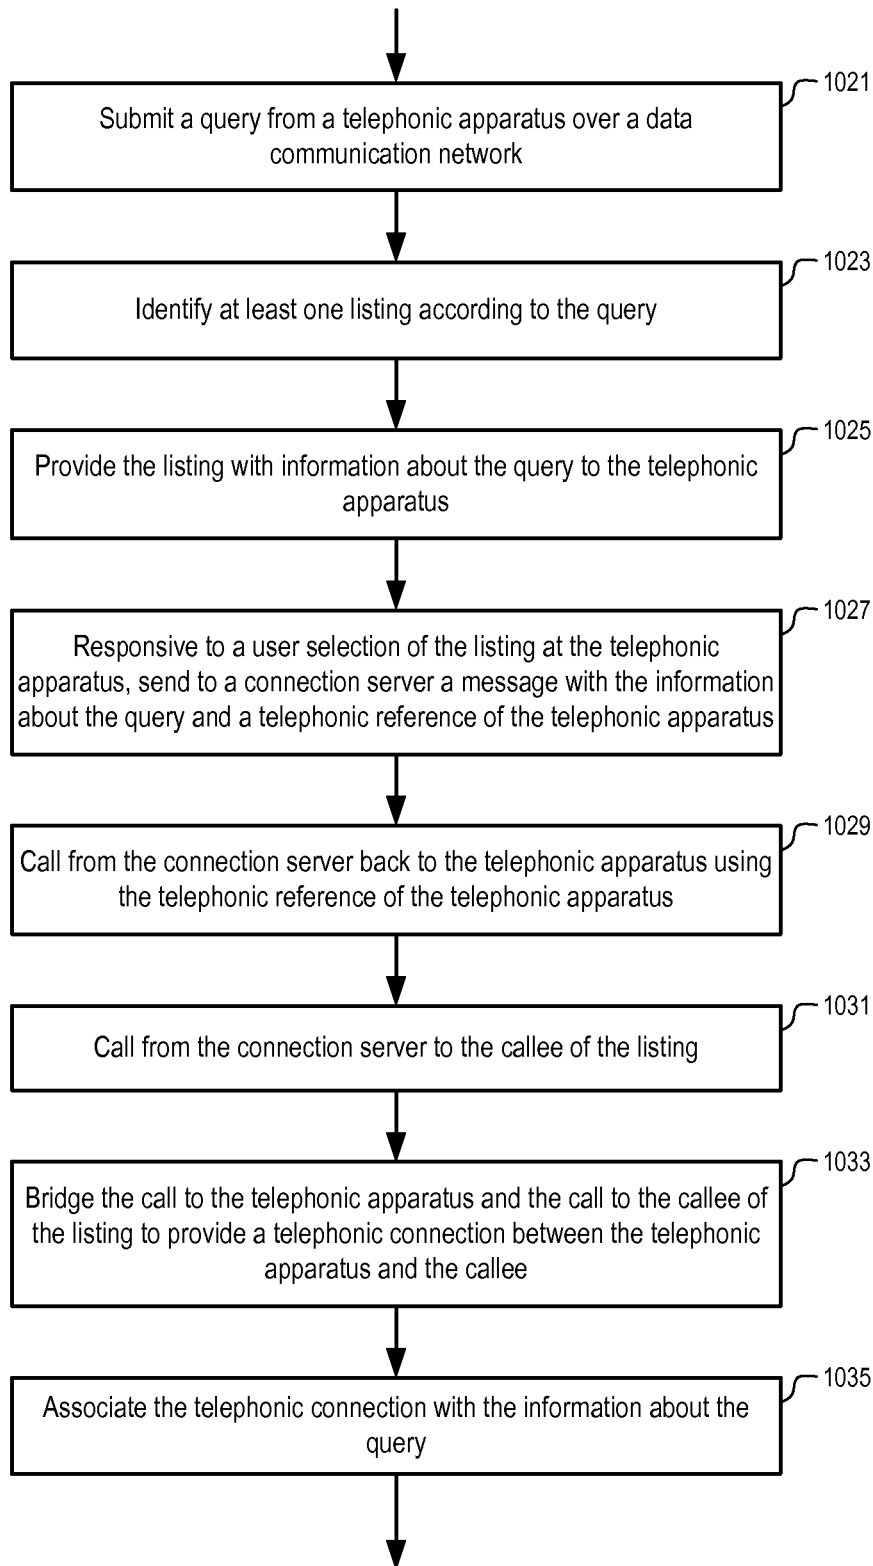 1021
Submit a query from a telephonic apparatus over a data
communication network
1023
Identify at least one listing according to the query
1025
Provide the listing with information about the query to the telephonic
apparatus
1027
Responsive to a user selection of the listing at the telephonic
apparatus, send to a connection server a message with the information
about the query and a telephonic reference of the telephonic apparatus
1029
Call from the connection server back to the telephonic apparatus using
the telephonic reference of the telephonic apparatus
1031
Call from the connection server to the callee of the listing
1033
Bridge the call to the telephonic apparatus and the call to the callee of
the listing to provide a telephonic connection between the telephonic
apparatus and the callee
1035
Associate the telephonic connection with the information about the
query